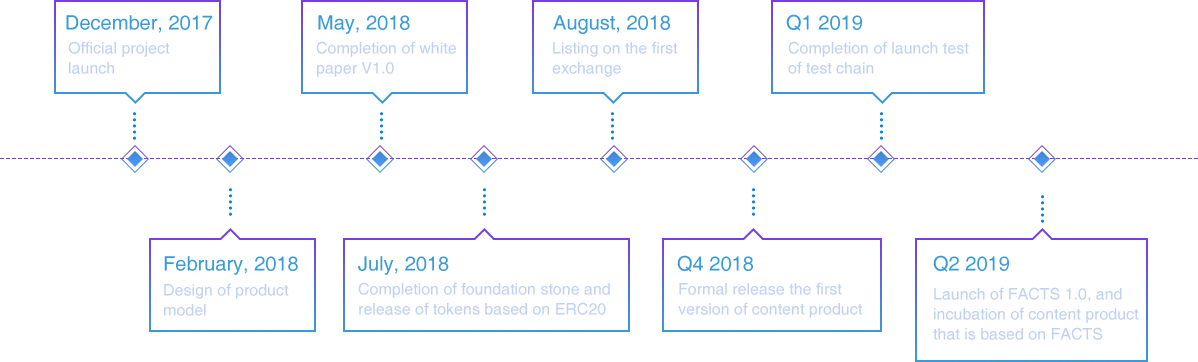 December, 2017
Official project
launch
May, 2018
Completion of white
paper V1.0
August, 2018
Listing on the first
exchange
Q1 2019
Completion of launch test
of test chain
February, 2018
Design of product
model
July, 2018
Completion of foundation stone and
release of tokens based on ERC20
Q4 2018
Formal release the first
version of content product
Q2 2019
Launch of FACTS 1.0, and
incubation of content product
that is based on FACTS